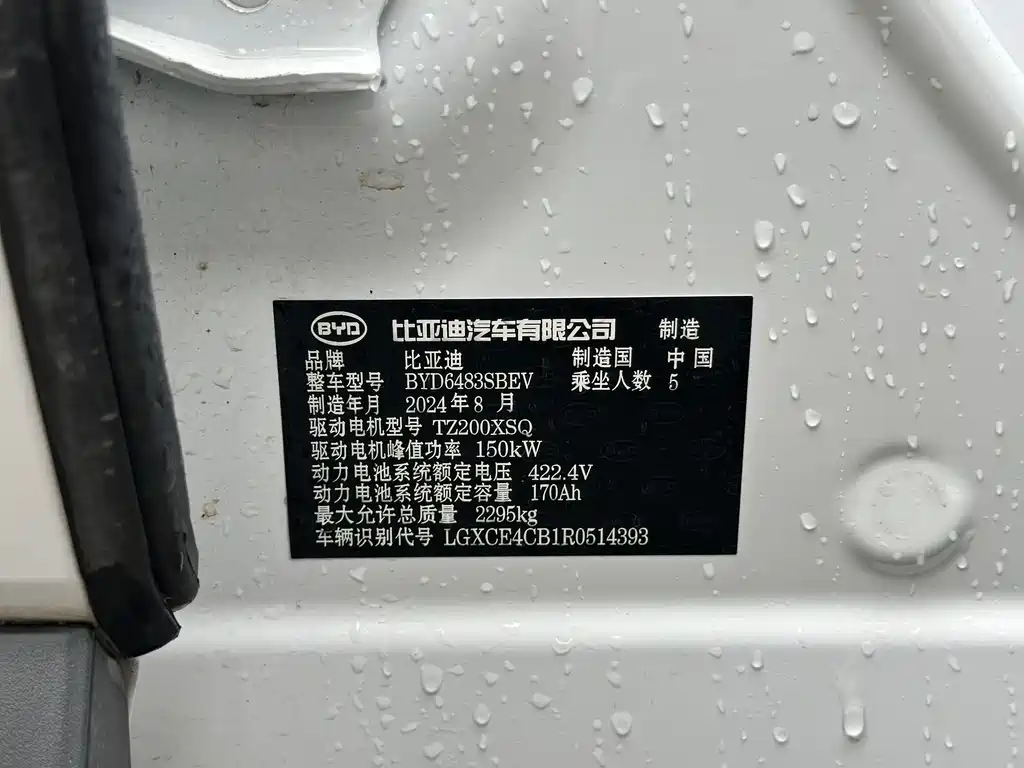 BYD 比亚迪汽车有限公司 制造
品牌 比亚迪 制造国 中国
整车型号 BYD6483SBEV 乘坐人数 5
制造年月 2024年8月
驱动电机型号 TZ200XSQ
驱动电机峰值功率 150kW
动力电池系统额定电压 422.4V
动力电池系统额定容量 170Ah
最大允许总质量 2295kg
车辆识别代号 LGXCE4CB1R0514393